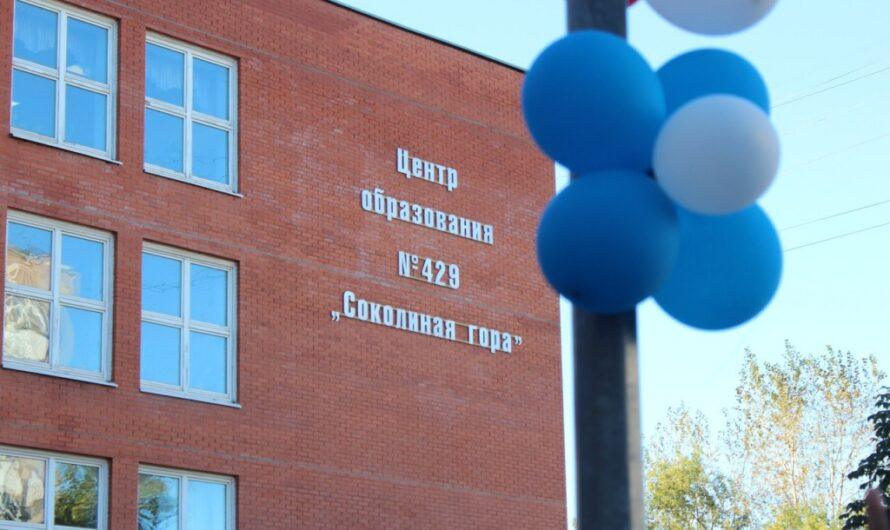 Центр
образования
№429
„Соколиная гора”